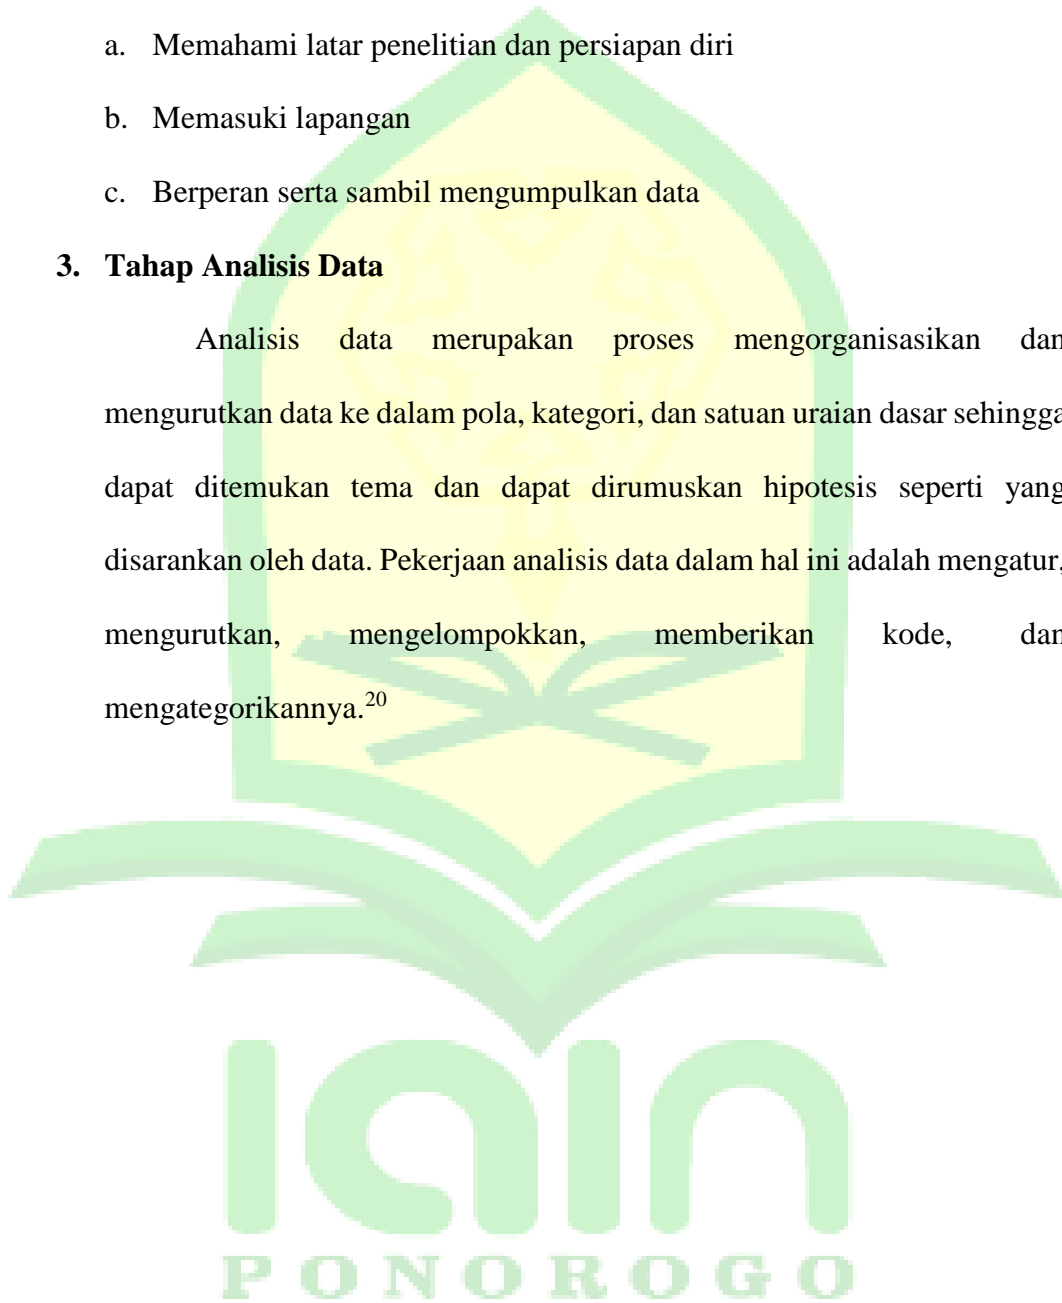 a. Memahami latar penelitian dan persiapan diri
b. Memasuki lapangan
c. Berperan serta sambil mengumpulkan data
3. Tahap Analisis Data
Analisis data merupakan proses mengorganisasikan dan
mengurutkan data ke dalam pola, kategori, dan satuan uraian dasar sehingga
dapat ditemukan tema dan dapat dirumuskan hipotesis seperti yang
disarankan oleh data. Pekerjaan analisis data dalam hal ini adalah mengatur,
mengurutkan, mengelompokkan, memberikan kode, dan
mengategorikannya.20
iain
PONOROGO